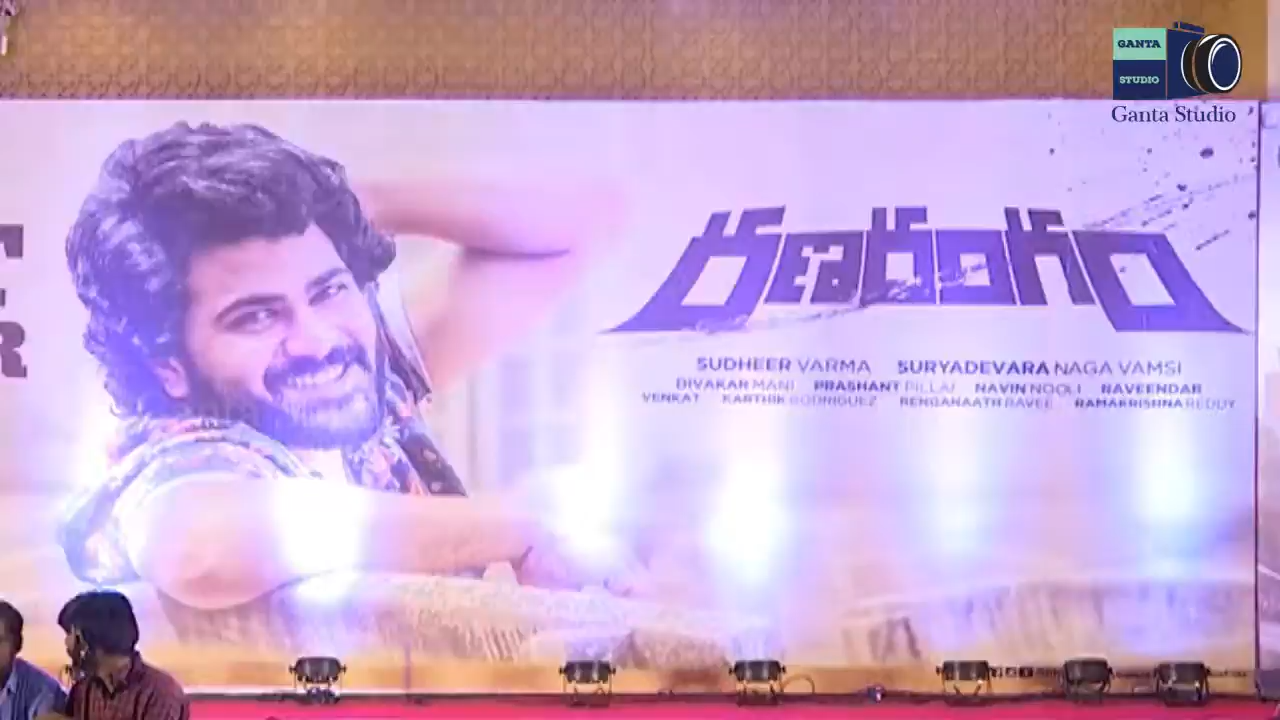 GANTA
STUDIO
Ganta Studio
రణరంగం
SUDHEER VARMA SURYADEVARA NAGA VAMSI
DIVAKAR MANI PRASHANT PILLAI NAVIN NOOLI RAVEENDAR
VENKAT KARTHIK RODRIGUEZ RENGANAATH RAVEE RAMAKRISHNA REDDY